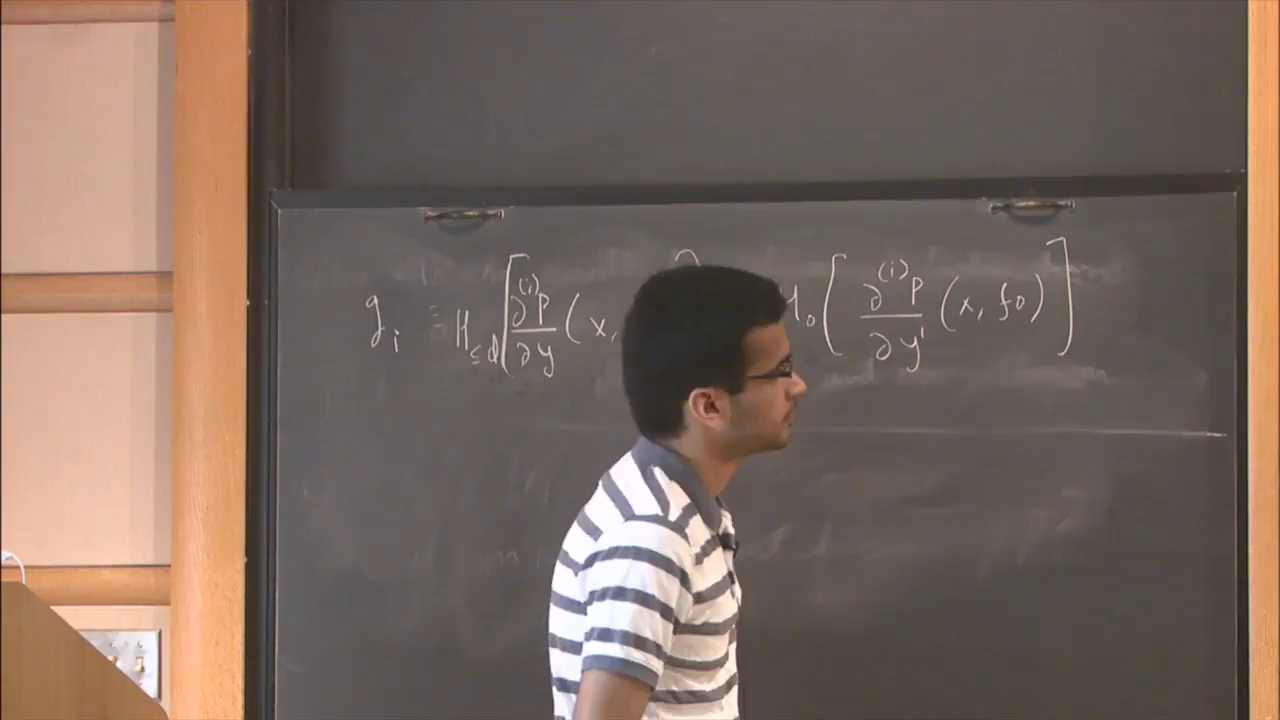 g_i = H_{≤d} [ ∂^{(i)}P/∂y (x, H_0 [ ∂^{(i)}P/∂y^i (x, f_0) ]